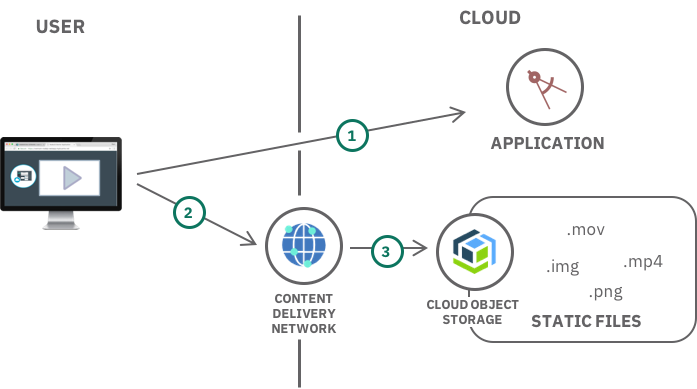 USER
CLOUD
1
APPLICATION
2
3
CONTENT
DELIVERY
NETWORK
CLOUD OBJECT
STORAGE
.mov
.img
.mp4
.png
STATIC FILES